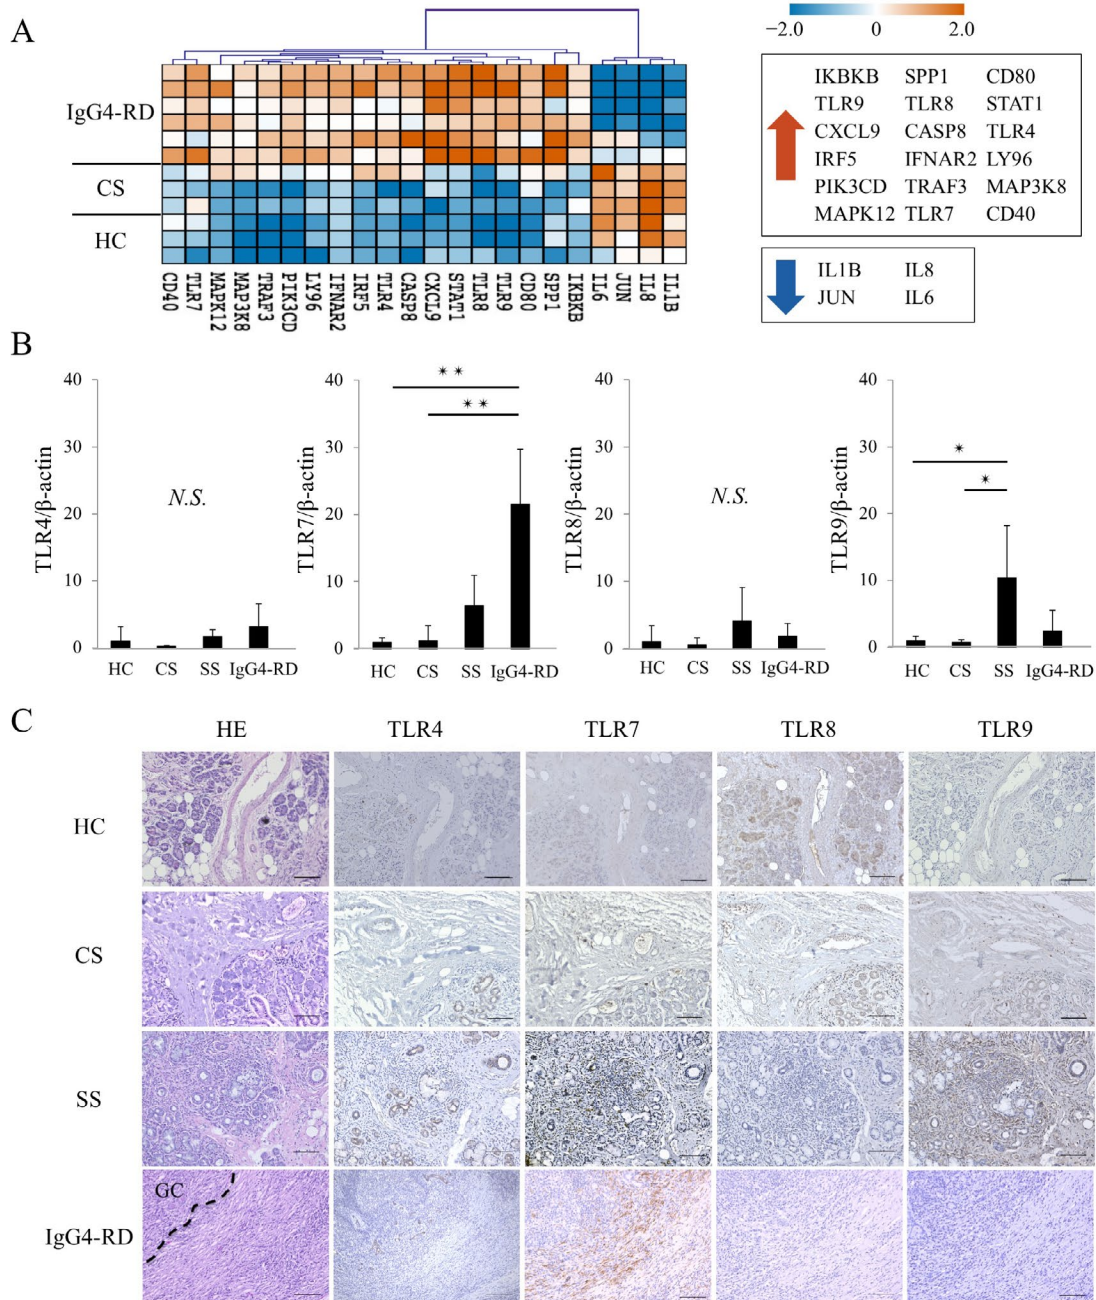 A
−2.0 0 2.0
IgG4-RD
CS
HC
CD40 TLR7 MAPK12 MAP3K8 TRAF3 PIK3CD LY96 IFNAR2 IRF5 TLR4 CASP8 CXCL9 STAT1 TLR8 TLR9 CD80 SPP1 IKBKB IL6 JUN IL8 IL1B
IKBKB SPP1 CD80
TLR9 TLR8 STAT1
CXCL9 CASP8 TLR4
IRF5 IFNAR2 LY96
PIK3CD TRAF3 MAP3K8
MAPK12 TLR7 CD40
IL1B IL8
JUN IL6
B
TLR4/β-actin
40
30
20
10
0
N.S.
HC CS SS IgG4-RD
TLR7/β-actin
40
30
20
10
0
* *
* *
HC CS SS IgG4-RD
TLR8/β-actin
40
30
20
10
0
N.S.
HC CS SS IgG4-RD
TLR9/β-actin
40
30
20
10
0
*
*
HC CS SS IgG4-RD
C
HE TLR4 TLR7 TLR8 TLR9
HC
CS
SS
IgG4-RD
GC